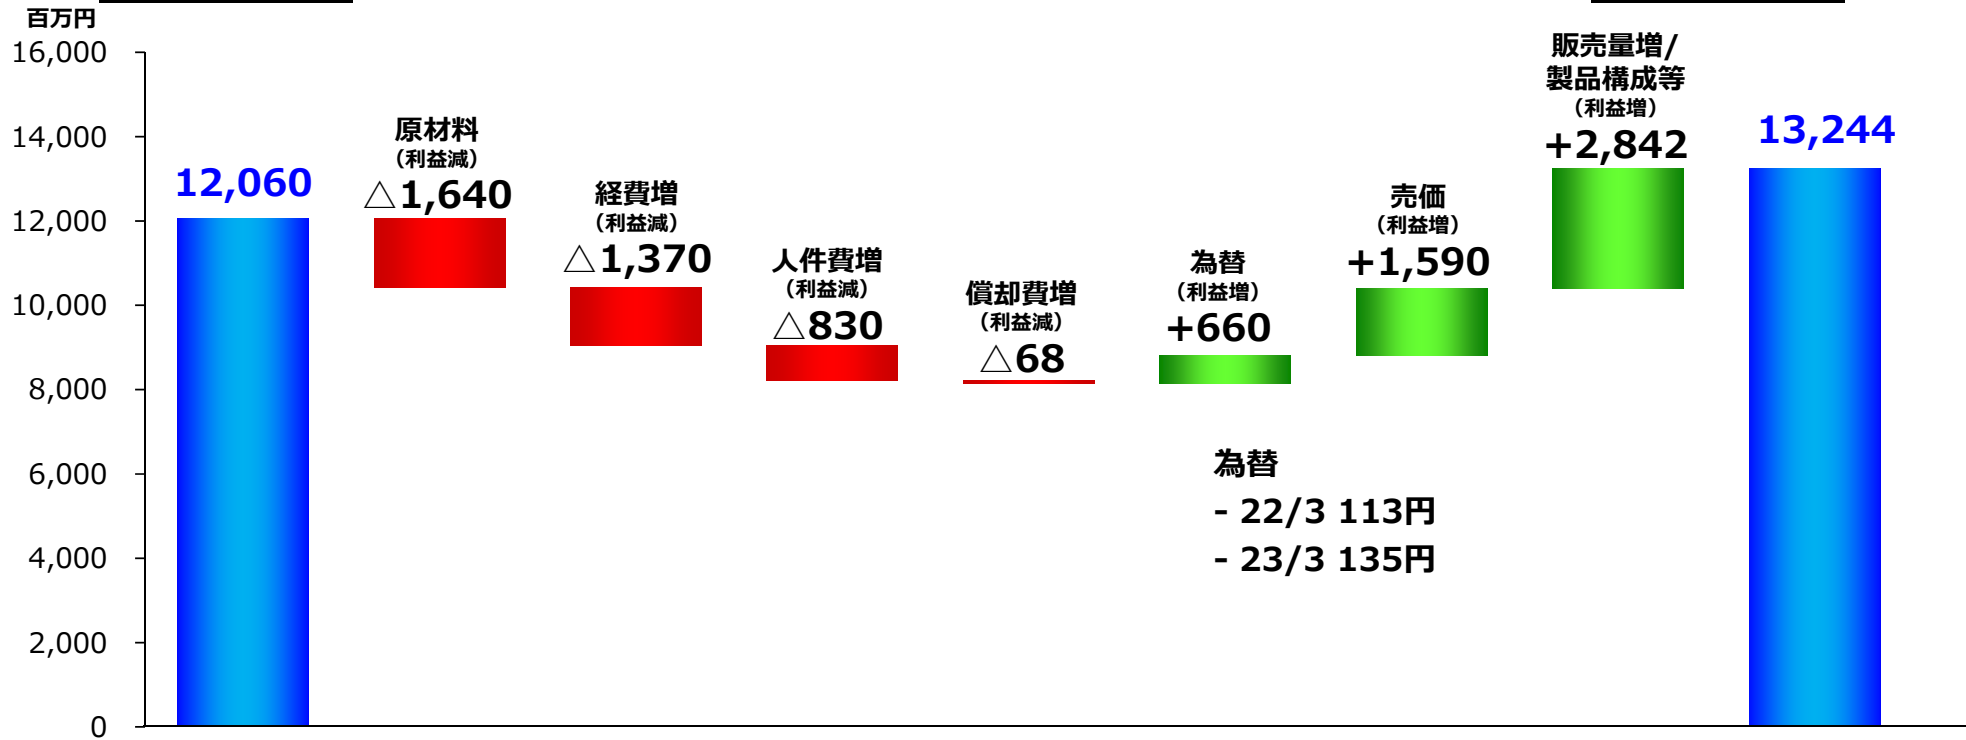 百万円
16,000
14,000
12,000
10,000
8,000
6,000
4,000
2,000
0
12,060
原材料
（利益減）
△1,640
経費増
（利益減）
△1,370
人件費増
（利益減）
△830
償却費増
（利益減）
△68
為替
（利益増）
+660
売価
（利益増）
+1,590
販売量増/
製品構成等
（利益増）
+2,842
13,244
為替
- 22/3 113円
- 23/3 135円